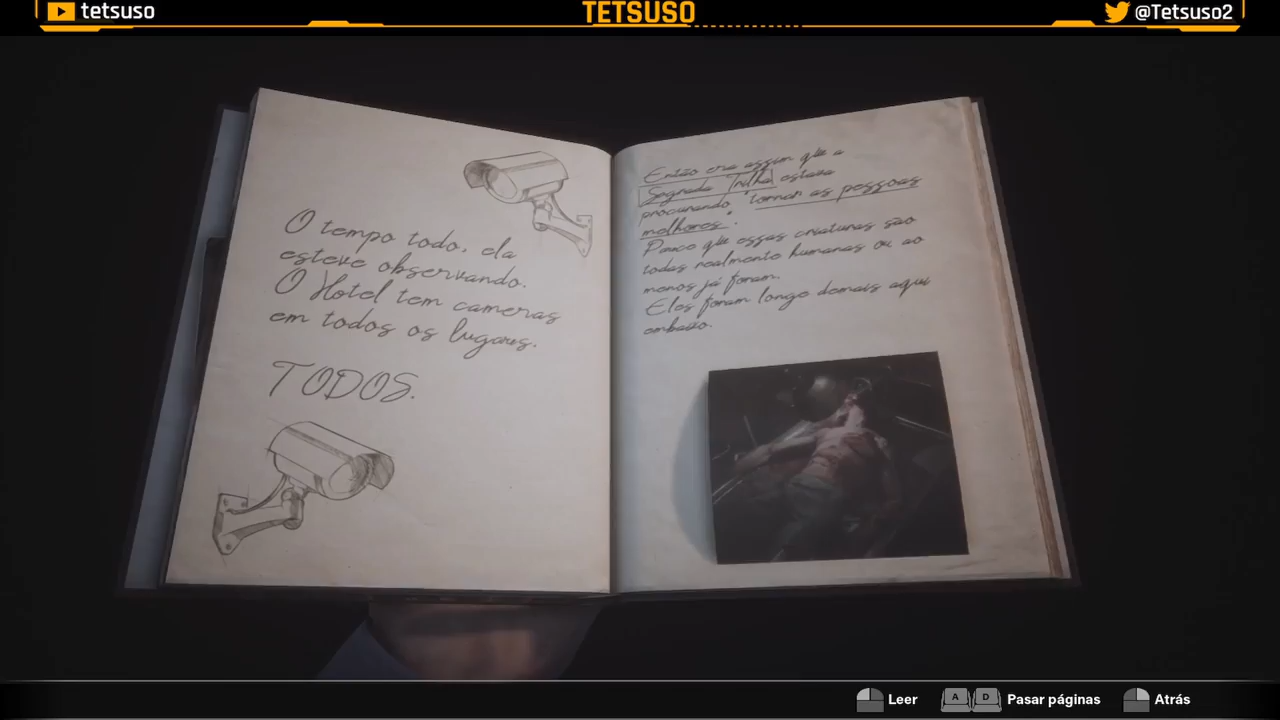 tetsuso
TETSUSO
@Tetsuso2
O tempo todo, ela
esteve observando.
O Hotel tem cameras
em todos os lugares.
TODOS.
Então era assim que a
Sagrada Trilha estava
procurando "tornar as pessoas
melhores".
Parece que essas criaturas são
todas realmente humanas ou ao
menos já foram.
Eles foram longe demais aqui
embaixo.
A
D
Leer
Pasar páginas
Atrás